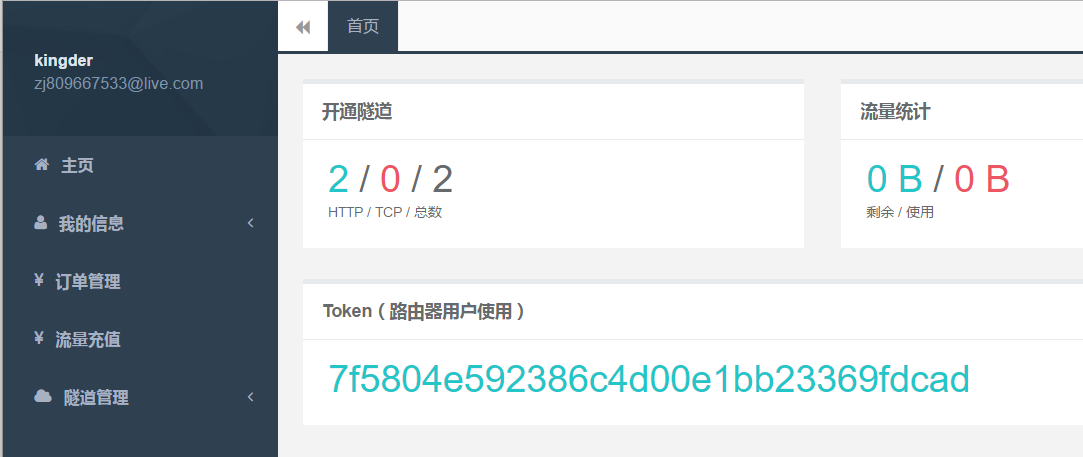 kingder
zj809667533@live.com
主页
我的信息
¥ 订单管理
¥ 流量充值
隧道管理
首页
开通隧道
2 / 0 / 2
HTTP / TCP / 总数
流量统计
0 B / 0 B
剩余 / 使用
Token（路由器用户使用）
7f5804e592386c4d00e1bb23369fdcad